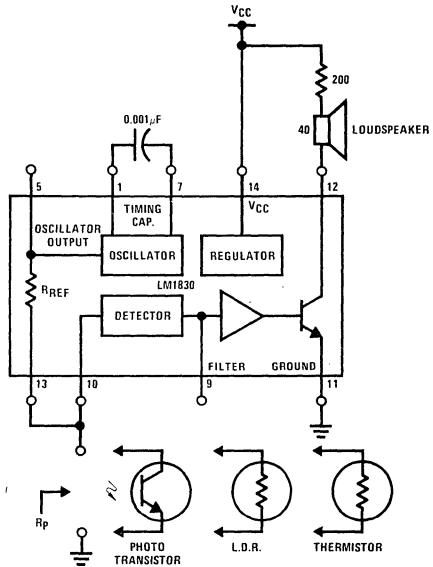 VCC
200
40
LOUDSPEAKER
0.001μF
5
1
7
14
12
TIMING
CAP.
VCC
OSCILLATOR
OUTPUT
OSCILLATOR
REGULATOR
RREF
LM1830
DETECTOR
FILTER
GROUND
13
10
9
11
RP
PHOTO
TRANSISTOR
L.D.R.
THERMISTOR